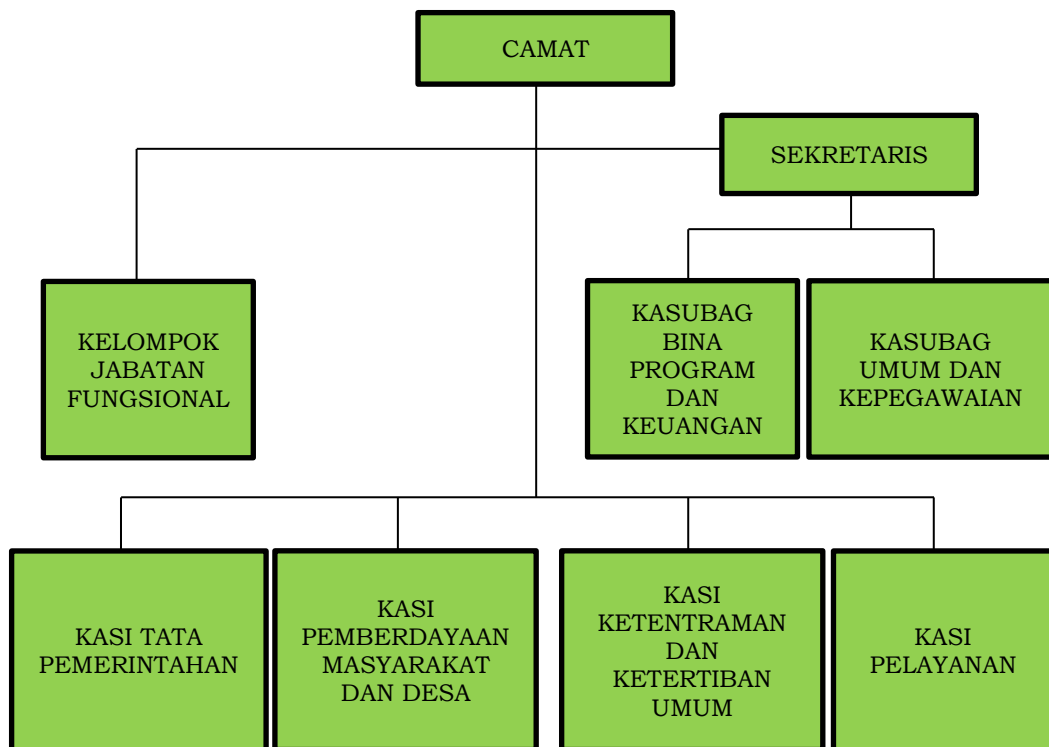 CAMAT
SEKRETARIS
KELOMPOK
JABATAN
FUNGSIONAL
KASUBAG
BINA
PROGRAM
DAN
KEUANGAN
KASUBAG
UMUM DAN
KEPEGAWAIAN
KASI TATA
PEMERINTAHAN
KASI
PEMBERDAYAAN
MASYARAKAT
DAN DESA
KASI
KETENTRAMAN
DAN
KETERTIBAN
UMUM
KASI
PELAYANAN